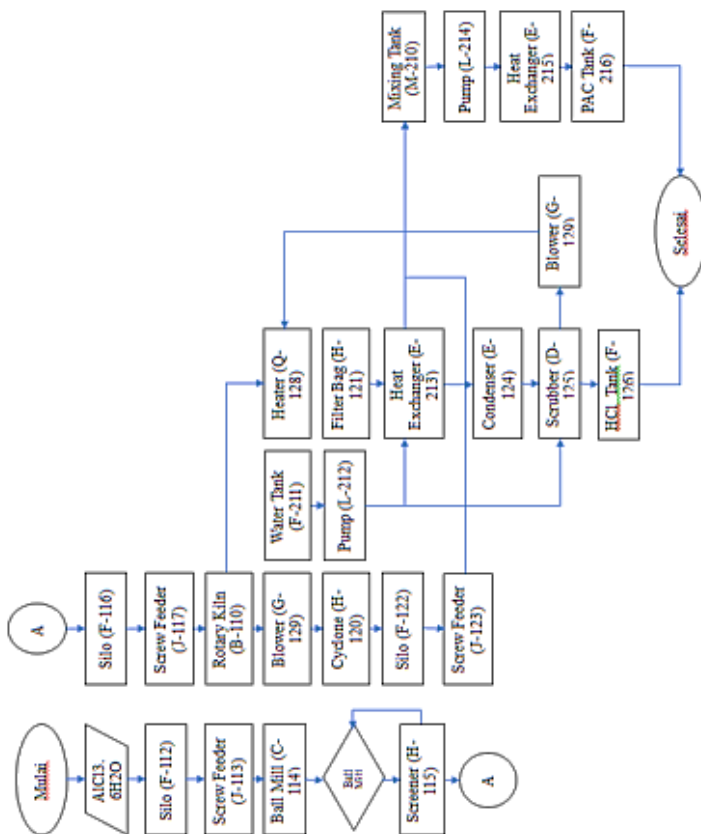 Mulai
AlCl3.
6H2O
Silo (F-112)
Screw Feeder
(J-113)
Ball Mill (C-
114)
Ball
Mill
Screener (H-
115)
A
A
Silo (F-116)
Screw Feeder
(J-117)
Rotary Kiln
(B-110)
Blower (G-
129)
Cyclone (H-
120)
Silo (F-122)
Screw Feeder
(J-123)
Water Tank
(F-211)
Pump (L-212)
Heater (Q-
128)
Filter Bag (H-
121)
Heat
Exchanger (E-
213)
Condenser (E-
124)
Scrubber (D-
125)
HCL Tank (F-
126)
Blower (G-
129)
Mixing Tank
(M-210)
Pump (L-214)
Heat
Exchanger (E-
215)
PAC Tank (F-
216)
Selesai